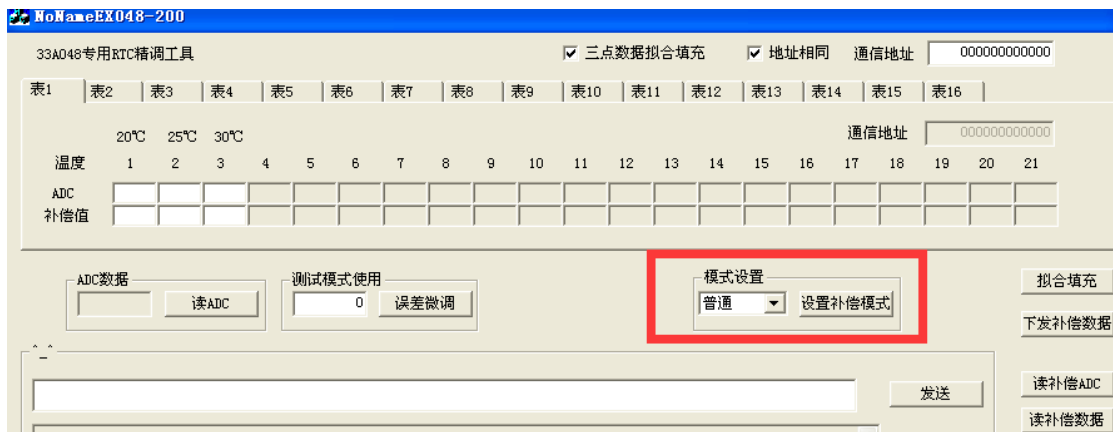 NoNameEX048-200
33A048专用RTC精调工具 三点数据拟合填充 地址相同 通信地址 000000000000
表1 表2 表3 表4 表5 表6 表7 表8 表9 表10 表11 表12 表13 表14 表15 表16
20℃ 25℃ 30℃ 通信地址 000000000000
温度 1 2 3 4 5 6 7 8 9 10 11 12 13 14 15 16 17 18 19 20 21
ADC
补偿值
ADC数据 测试模式使用 模式设置 拟合填充
读ADC 0 误差微调 普通 设置补偿模式
下发补偿数据
^_^
发送 读补偿ADC
读补偿数据